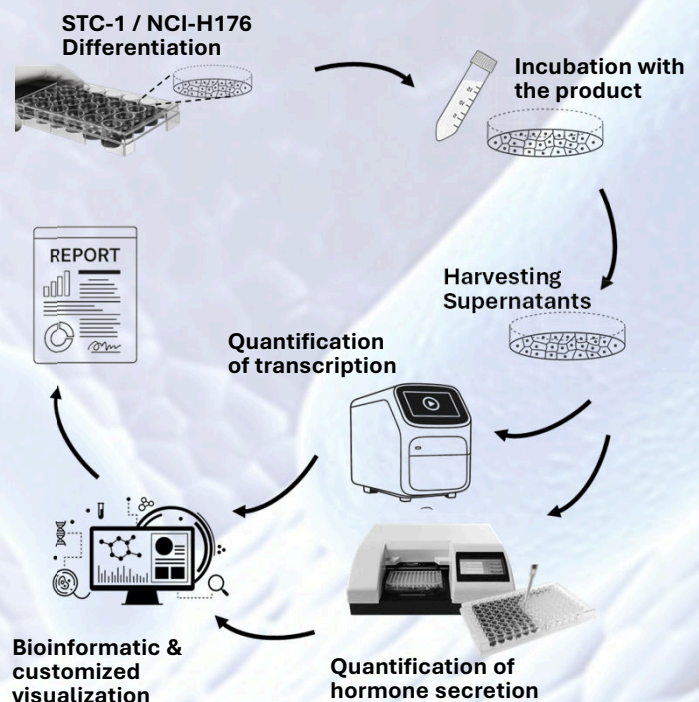 STC-1 / NCI-H176
Differentiation
Incubation with
the product
Harvesting
Supernatants
Quantification
of transcription
Quantification of
hormone secretion
Bioinformatic &
customized
visualization
REPORT